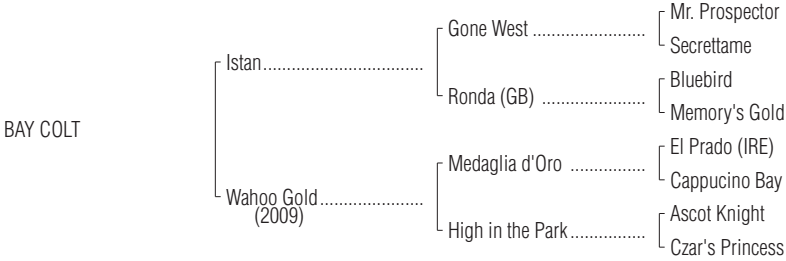 Mr. Prospector
Gone West ........................
Secrettame
Istan..................................
Bluebird
Ronda (GB) ......................
Memory's Gold
BAY COLT
El Prado (IRE)
Medaglia d'Oro ................
Cappucino Bay
Wahoo Gold......................
(2009)
Ascot Knight
High in the Park................
Czar's Princess